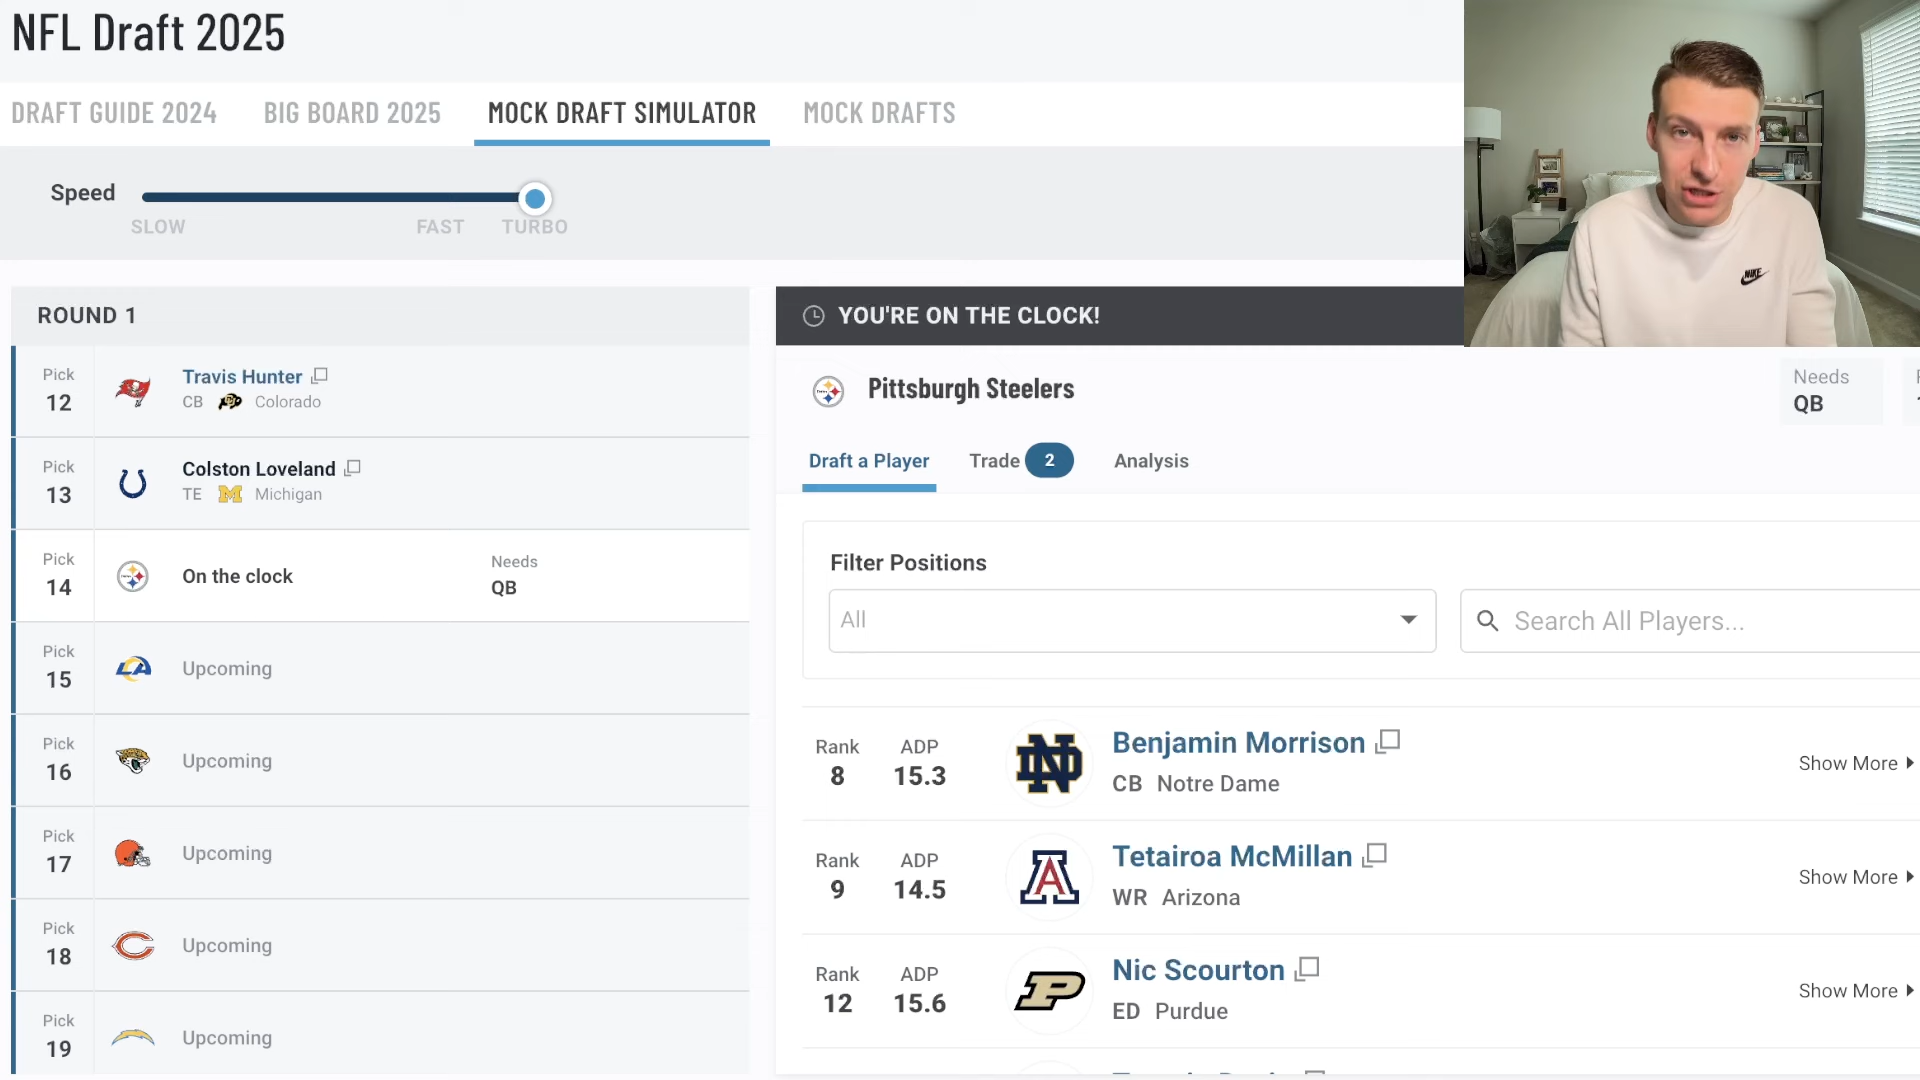 NFL Draft 2025
DRAFT GUIDE 2024
BIG BOARD 2025
MOCK DRAFT SIMULATOR
MOCK DRAFTS
Speed
SLOW
FAST
TURBO
ROUND 1
Pick
12
Travis Hunter
CB Colorado
Pick
13
Colston Loveland
TE Michigan
Pick
14
On the clock
Needs
QB
Pick
15
Upcoming
Pick
16
Upcoming
Pick
17
Upcoming
Pick
18
Upcoming
Pick
19
Upcoming
YOU'RE ON THE CLOCK!
Pittsburgh Steelers
Needs
QB
Draft a Player
Trade 2
Analysis
Filter Positions
All
Search All Players...
Rank
8
ADP
15.3
Benjamin Morrison
CB Notre Dame
Show More
Rank
9
ADP
14.5
Tetairoa McMillan
WR Arizona
Show More
Rank
12
ADP
15.6
Nic Scourton
ED Purdue
Show More
NIKE